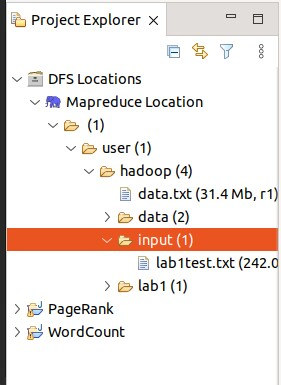 Project Explorer
DFS Locations
Mapreduce Location
(1)
user (1)
hadoop (4)
data.txt (31.4 Mb, r1)
data (2)
input (1)
lab1test.txt (242.0
lab1 (1)
PageRank
WordCount